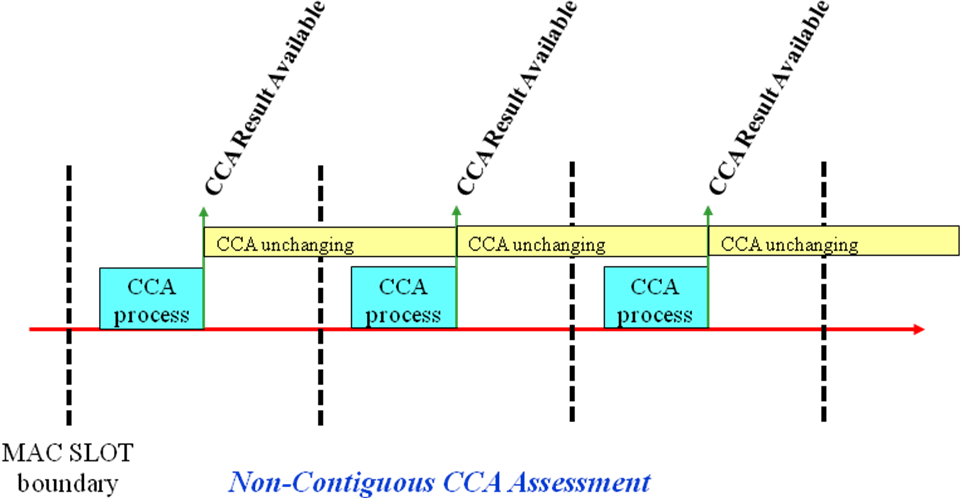 CCA Result Available
CCA Result Available
CCA Result Available
CCA unchanging
CCA unchanging
CCA unchanging
CCA
process
CCA
process
CCA
process
MAC SLOT
boundary
Non-Contiguous CCA Assessment